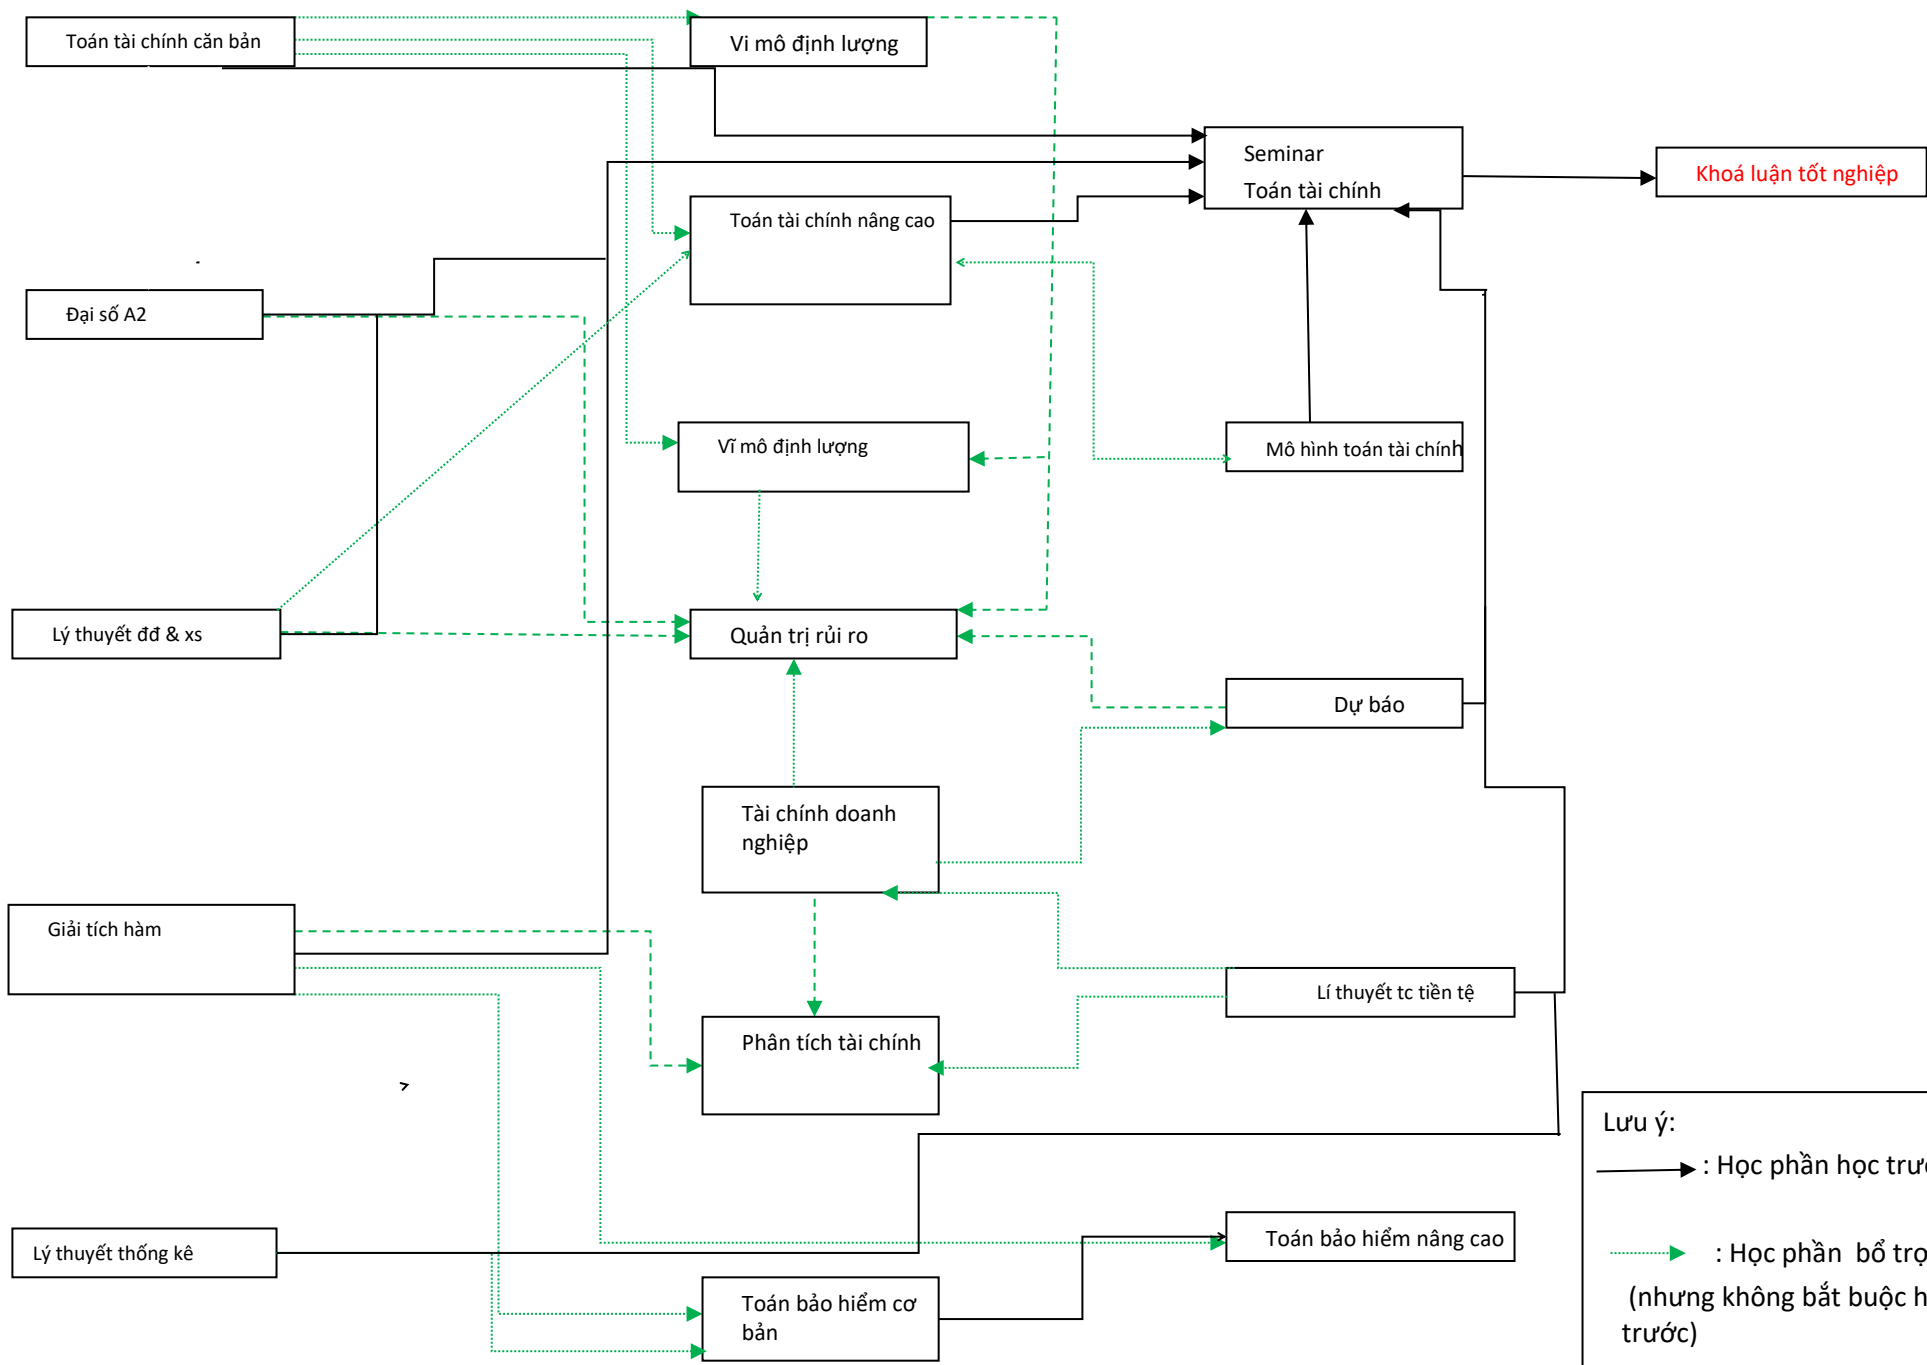 Toán tài chính căn bản
Vi mô định lượng
Seminar
Toán tài chính
Khoá luận tốt nghiệp
Toán tài chính nâng cao
Đại số A2
Vĩ mô định lượng
Mô hình toán tài chính
Lý thuyết đđ & xs
Quản trị rủi ro
Dự báo
Tài chính doanh
nghiệp
Giải tích hàm
Lí thuyết tc tiền tệ
Phân tích tài chính
Lưu ý:
: Học phần học
Lý thuyết thống kê
Toán bảo hiểm nâng cao
: Học phần bổ
Toán bảo hiểm cơ
bản
(nhưng không bắt buộc
trước)